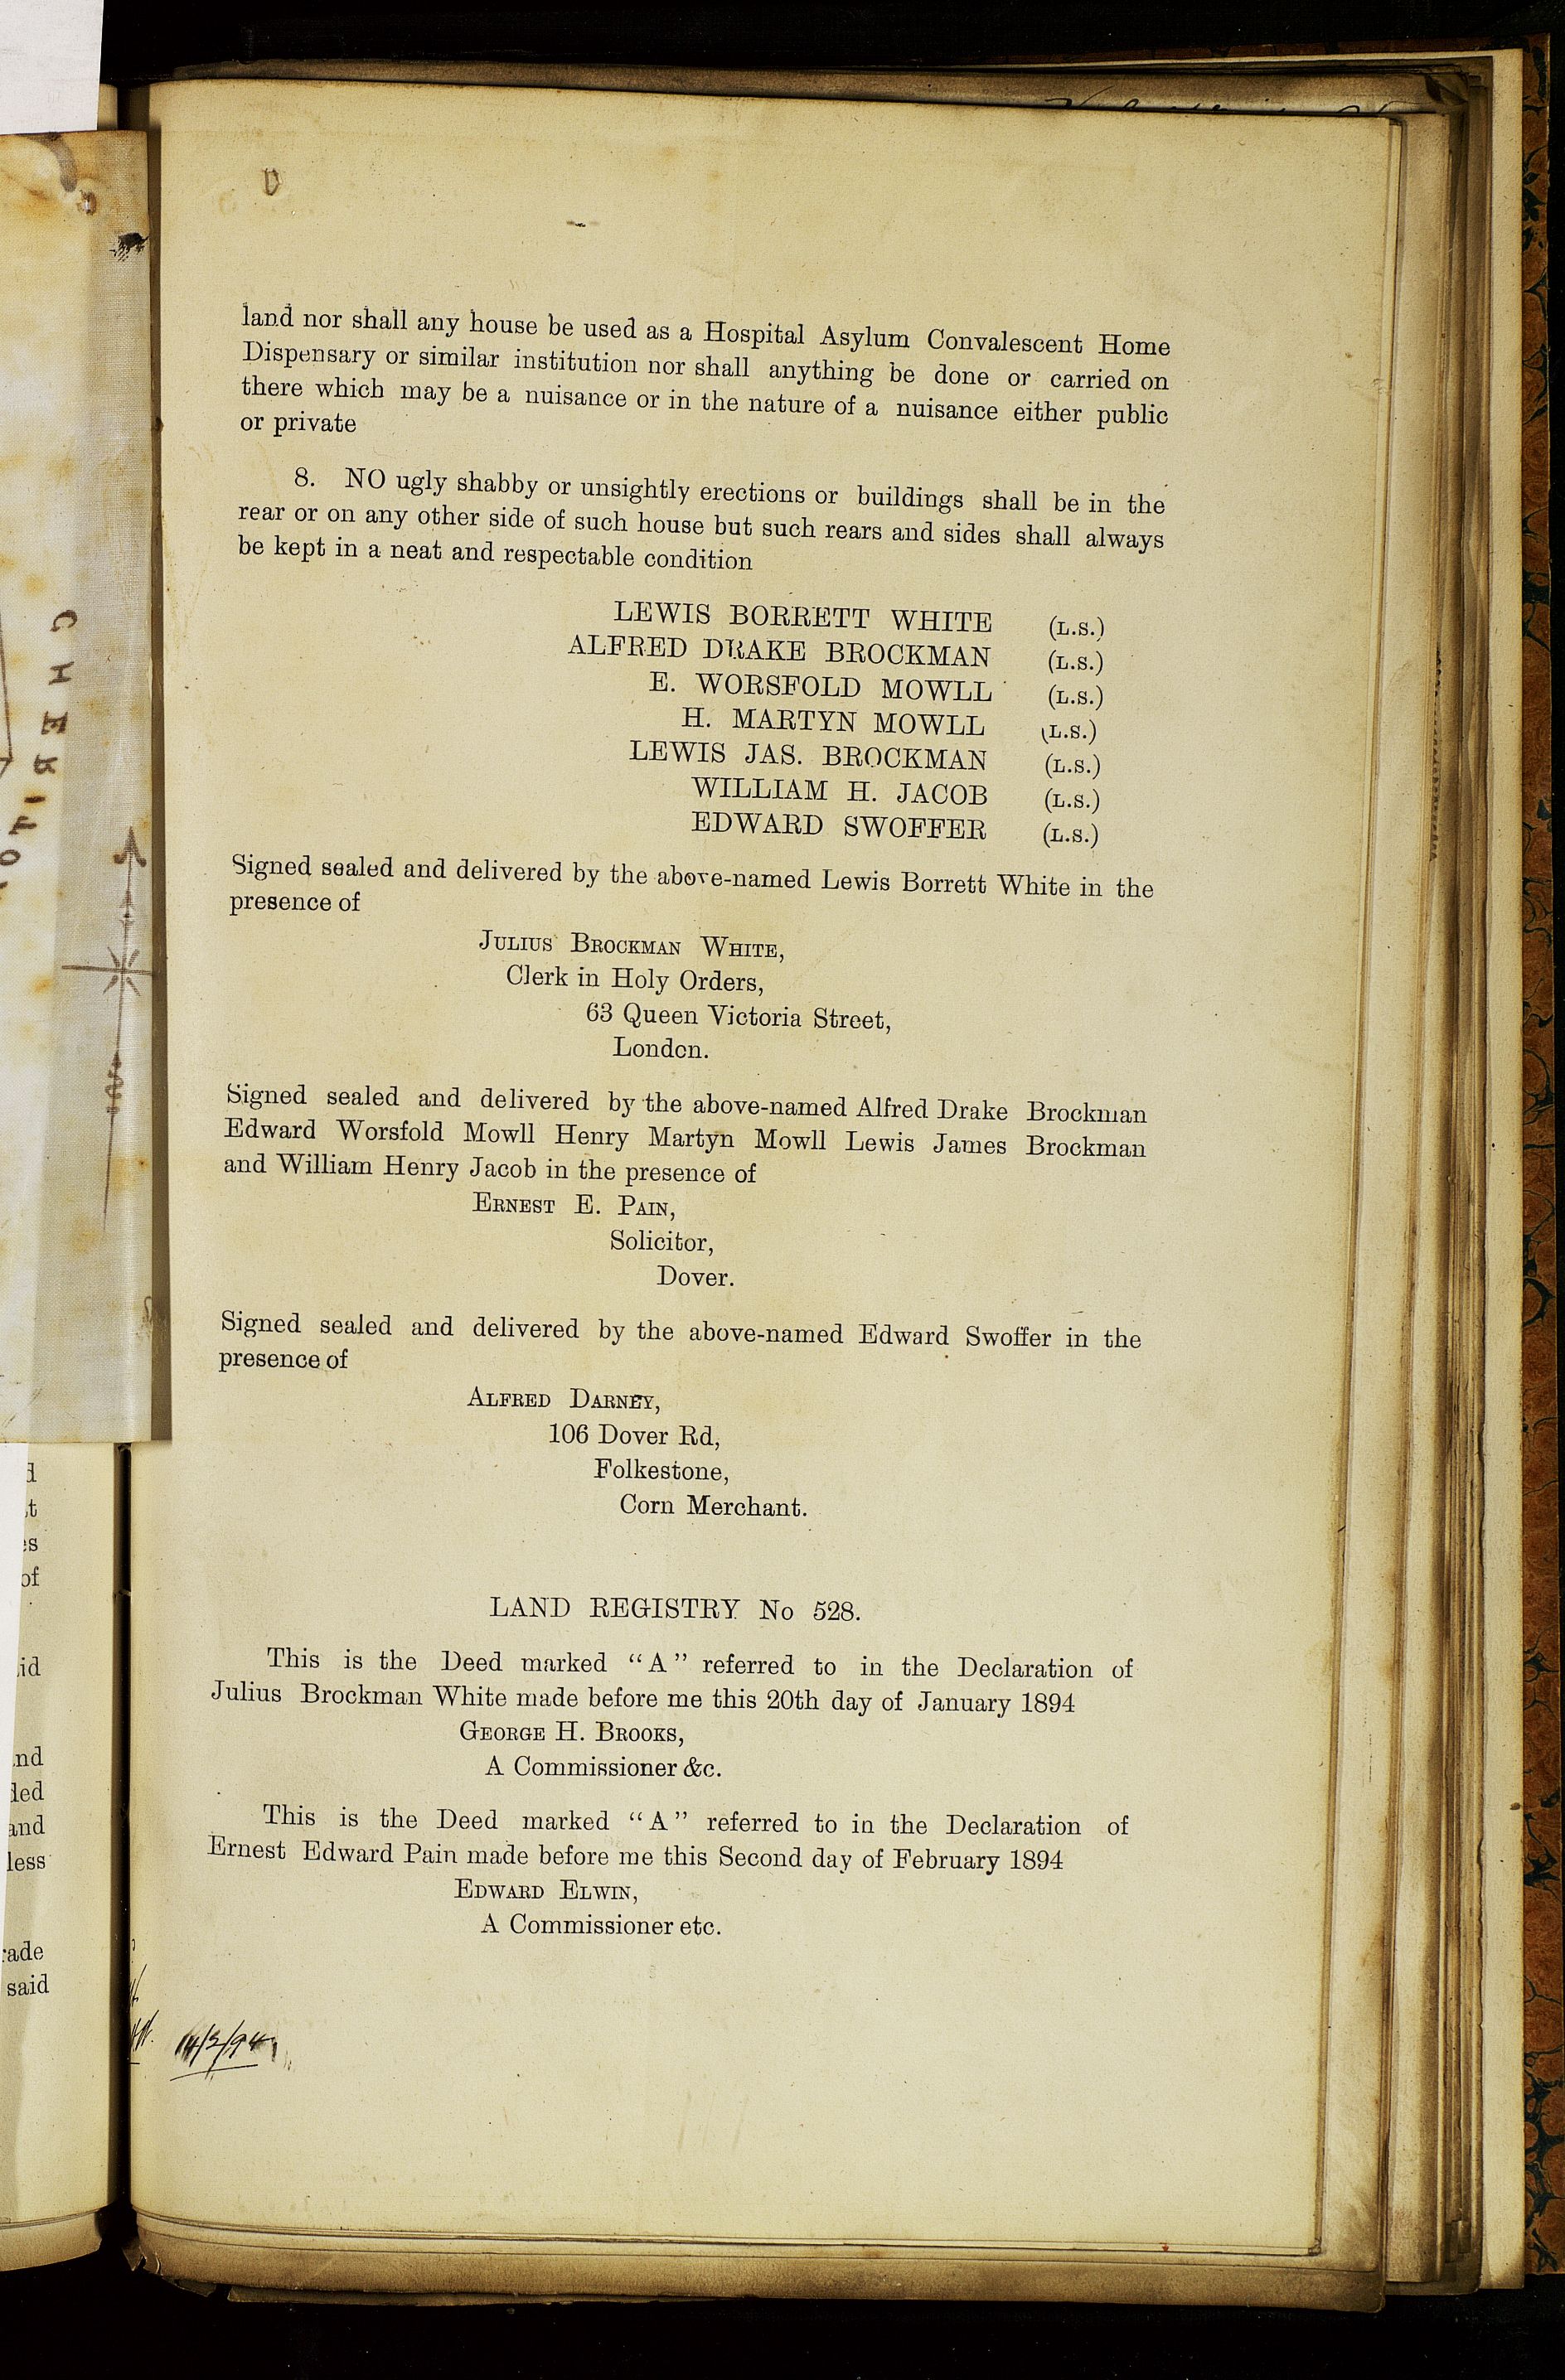 land nor shall any house be used as a Hospital Asylum Convalescent Home
Dispensary or similar institution nor shall anything be done or carried on
there which may be a nuisance or in the nature of a nuisance either public
or private
8. NO ugly shabby or unsightly erections or buildings shall be in the
rear or on any other side of such house but such rears and sides shall always
be kept in a neat and respectable condition
LEWIS BORRETT WHITE (L.S.)
ALFRED DRAKE BROCKMAN (L.S.)
E. WORSFOLD MOWLL (L.S.)
H. MARTYN MOWLL (L.S.)
LEWIS JAS. BROCKMAN (L.S.)
WILLIAM H. JACOB (L.S.)
EDWARD SWOFFER (L.S.)
Signed sealed and delivered by the above-named Lewis Borrett White in the
presence of
JULIUS BROCKMAN WHITE,
Clerk in Holy Orders,
63 Queen Victoria Street,
London.
Signed sealed and delivered by the above-named Alfred Drake Brockman
Edward Worsfold Mowll Henry Martyn Mowll Lewis James Brockman
and William Henry Jacob in the presence of
ERNEST E. PAIN,
Solicitor,
Dover.
Signed sealed and delivered by the above-named Edward Swoffer in the
presence of
ALFRED DARNEY,
106 Dover Rd,
Folkestone,
Corn Merchant.
LAND REGISTRY No 528.
This is the Deed marked "A" referred to in the Declaration of
Julius Brockman White made before me this 20th day of January 1894
GEORGE H. BROOKS,
A Commissioner &c.
This is the Deed marked "A" referred to in the Declaration of
Ernest Edward Pain made before me this Second day of February 1894
EDWARD ELWIN,
A Commissioner etc.
of
and
less
said